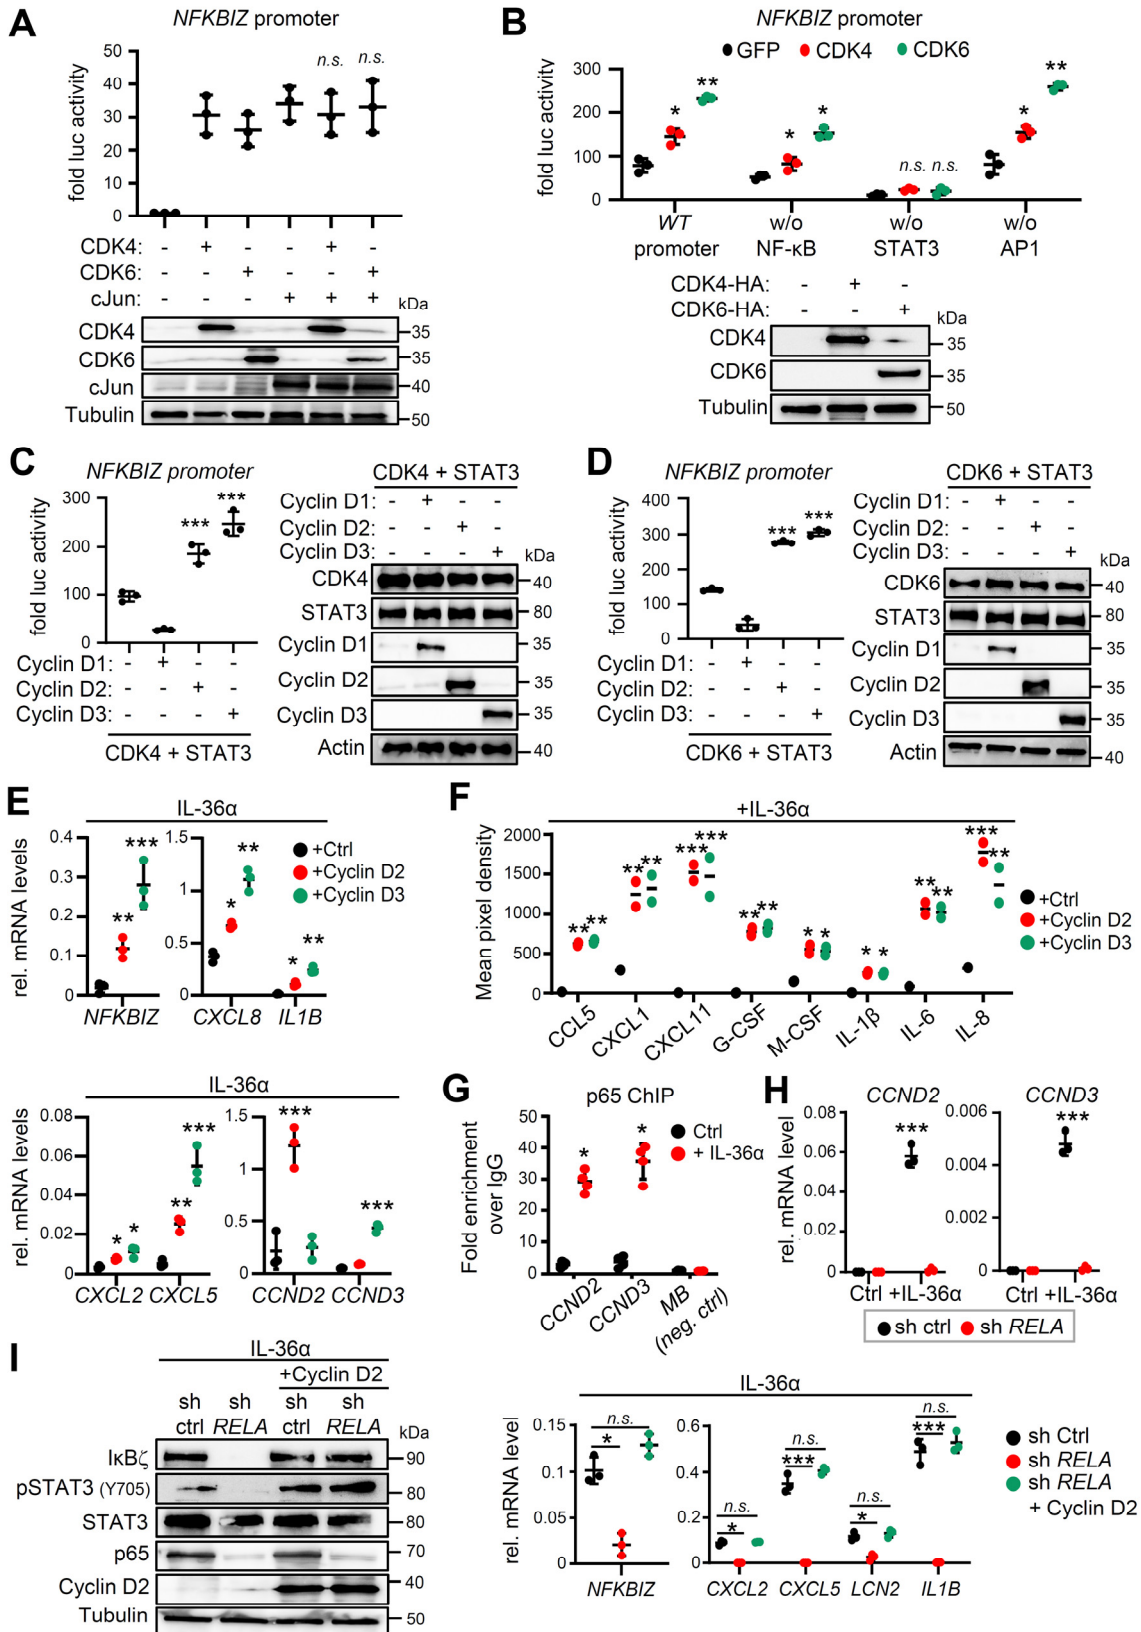 A
NFKBIZ promoter
fold luc activity
50
40
30
20
10
0
n.s.
n.s.
CDK4: - + - - + -
CDK6: - - + - - +
cJun: - - - + + +
kDa
CDK4 35
CDK6 35
cJun 40
Tubulin 50
B
NFKBIZ promoter
GFP CDK4 CDK6
fold luc activity
300
200
100
0
* **
* *
n.s. n.s.
* **
WT promoter
w/o NF-κB
w/o STAT3
w/o AP1
CDK4-HA: - + -
CDK6-HA: - - +
kDa
CDK4 35
CDK6 35
Tubulin 50
C
NFKBIZ promoter
fold luc activity
300
200
100
0
***
***
Cyclin D1: - + - -
Cyclin D2: - - + -
Cyclin D3: - - - +
CDK4 + STAT3
CDK4 + STAT3
Cyclin D1: - + - -
Cyclin D2: - - + -
Cyclin D3: - - - +
kDa
CDK4 40
STAT3 80
Cyclin D1 35
Cyclin D2 35
Cyclin D3 35
Actin 40
D
NFKBIZ promoter
fold luc activity
400
300
200
100
0
***
***
Cyclin D1: - + - -
Cyclin D2: - - + -
Cyclin D3: - - - +
CDK6 + STAT3
CDK6 + STAT3
Cyclin D1: - + - -
Cyclin D2: - - + -
Cyclin D3: - - - +
kDa
CDK6 40
STAT3 80
Cyclin D1 35
Cyclin D2 35
Cyclin D3 35
Actin 40
E
IL-36α
rel. mRNA levels
0.4
0.3
0.2
0.1
0
** ***
NFKBIZ
1.5
1
0.5
0
* **
* **
CXCL8 IL1B
+Ctrl
+Cyclin D2
+Cyclin D3
IL-36α
rel. mRNA levels
0.08
0.06
0.04
0.02
0
* *
** ***
CXCL2 CXCL5
1.5
1
0.5
0
***
***
CCND2 CCND3
F
+IL-36α
Mean pixel density
2000
1500
1000
500
0
** **
** **
*** ***
** **
* *
* *
** **
*** **
CCL5 CXCL1 CXCL11 G-CSF M-CSF IL-1β IL-6 IL-8
+Ctrl
+Cyclin D2
+Cyclin D3
G
p65 ChIP
Fold enrichment over IgG
50
40
30
20
10
0
*
*
Ctrl
+ IL-36α
CCND2 CCND3 MB (neg. ctrl)
H
CCND2
rel. mRNA level
0.08
0.06
0.04
0.02
0
***
Ctrl +IL-36α
CCND3
0.006
0.004
0.002
0.000
***
Ctrl +IL-36α
sh ctrl sh RELA
I
IL-36α
+Cyclin D2
sh ctrl sh RELA sh ctrl sh RELA
kDa
IκBζ 90
pSTAT3 (Y705) 80
STAT3 80
p65 70
Cyclin D2 40
Tubulin 50
IL-36α
rel. mRNA level
0.15
0.1
0.05
0.00
n.s.
*
NFKBIZ
0.6
0.4
0.2
0
n.s.
*
n.s.
***
n.s.
*
n.s.
***
CXCL2 CXCL5 LCN2 IL1B
sh Ctrl
sh RELA
sh RELA
+ Cyclin D2